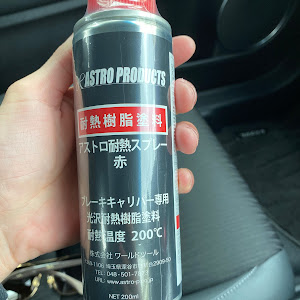 ASTRO PRODUCTS
耐熱樹脂塗料
アストロ耐熱スプレー
赤
ブレーキキャリパー専用
光沢耐熱樹脂塗料
耐熱温度 200℃
株式会社 ワールドツール
NET 200ml